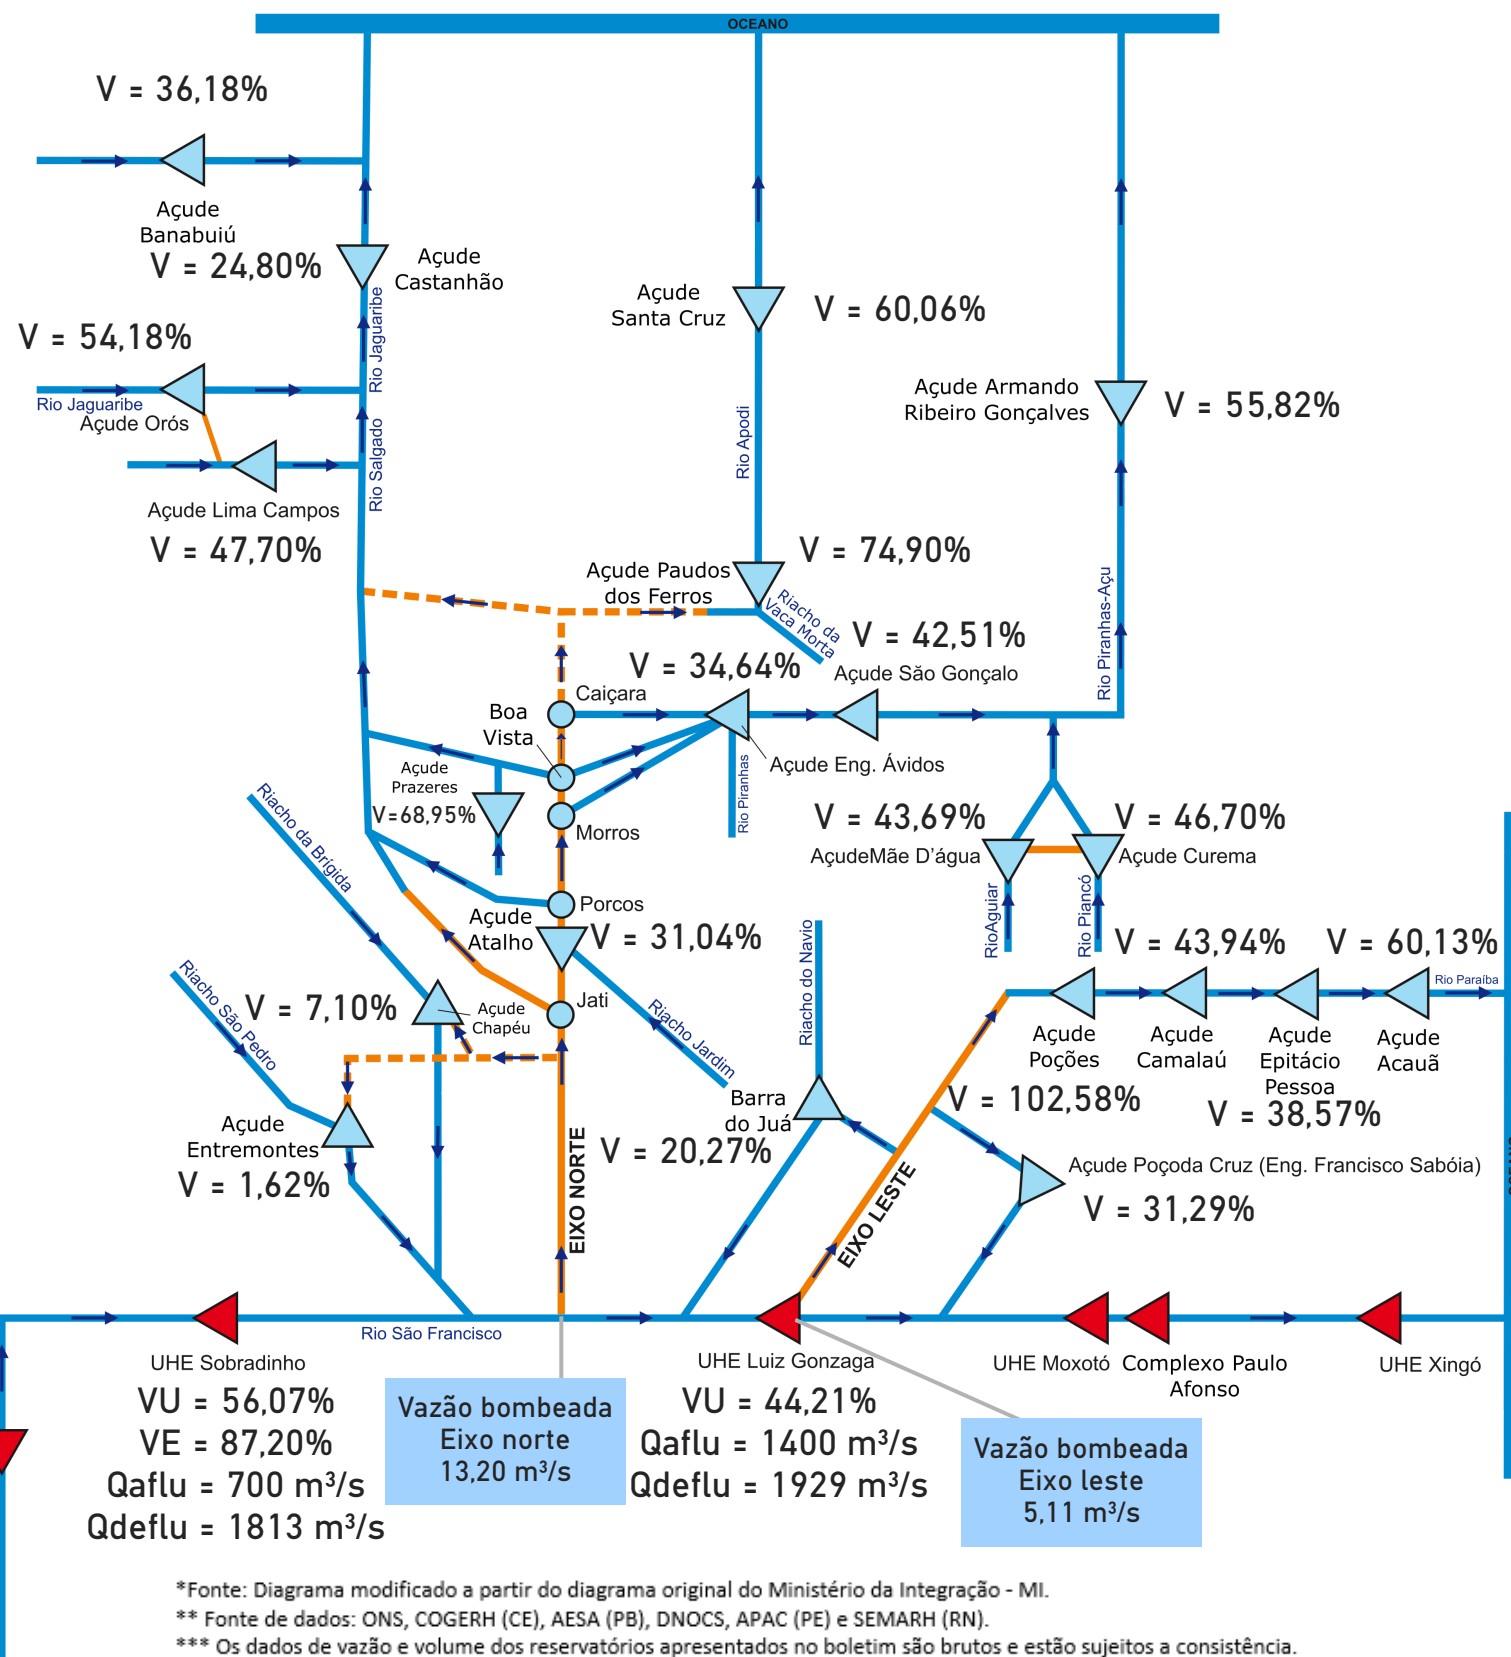 OCEANO
V = 36,18%
Açude
Banabuiú
V = 24,80%
Açude
Castanhão
Rio Jaguaribe
V = 54,18%
Rio Jaguaribe
Açude Orós
Rio Salgado
Açude Lima Campos
V = 47,70%
Açude
Santa Cruz
V = 60,06%
Açude Armando
Ribeiro Gonçalves
V = 55,82%
Rio Apodi
V = 74,90%
Açude Paudos
dos Ferros
Riacho da
Vaca Morta
V = 42,51%
Açude São Gonçalo
V = 34,64%
Rio Piranhas-Açu
Caiçara
Boa
Vista
Açude Eng. Ávidos
Açude
Prazeres
V=68,95%
Rio Piranhas
Morros
Riacho da Brígida
V = 43,69%
AçudeMãe D'água
V = 46,70%
Açude Curema
RioAguiar
Rio Piancó
Porcos
Açude
Atalho
V = 31,04%
Riacho do Navio
V = 43,94%
V = 60,13%
Rio Paraíba
Riacho São Pedro
V = 7,10%
Açude
Chapéu
Jati
Riacho Jardim
Açude
Poções
Açude
Camalaú
Açude
Epitácio
Pessoa
Açude
Acauã
V = 102,58%
V = 38,57%
Barra
do Juá
V = 20,27%
Açude
Entremontes
V = 1,62%
EIXO NORTE
EIXO LESTE
Açude Poçoda Cruz (Eng. Francisco Sabóia)
V = 31,29%
Rio São Francisco
UHE Sobradinho
VU = 56,07%
VE = 87,20%
Qaflu = 700 m³/s
Qdeflu = 1813 m³/s
Vazão bombeada
Eixo norte
13,20 m³/s
UHE Luiz Gonzaga
VU = 44,21%
Qaflu = 1400 m³/s
Qdeflu = 1929 m³/s
Vazão bombeada
Eixo leste
5,11 m³/s
UHE Moxotó
Complexo Paulo
Afonso
UHE Xingó
*Fonte: Diagrama modificado a partir do diagrama original do Ministério da Integração - MI.
** Fonte de dados: ONS, COGERH (CE), AESA (PB), DNOCS, APAC (PE) e SEMARH (RN).
*** Os dados de vazão e volume dos reservatórios apresentados no boletim são brutos e estão sujeitos a consistência.